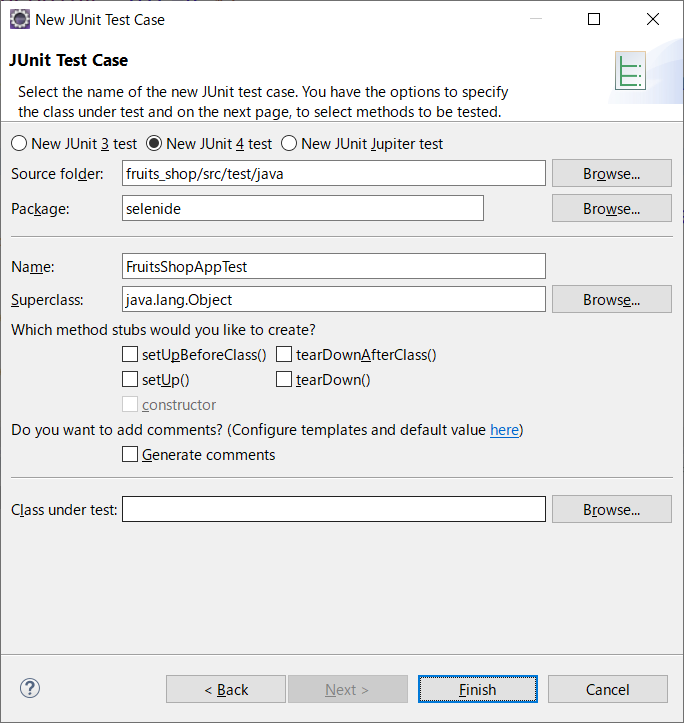 New JUnit Test Case
JUnit Test Case
Select the name of the new JUnit test case. You have the options to specify
the class under test and on the next page, to select methods to be tested.
New JUnit 3 test New JUnit 4 test New JUnit Jupiter test
Source folder: fruits_shop/src/test/java Browse...
Package: selenide Browse...
Name: FruitsShopAppTest
Superclass: java.lang.Object Browse...
Which method stubs would you like to create?
setUpBeforeClass() tearDownAfterClass()
setUp() tearDown()
constructor
Do you want to add comments? (Configure templates and default value here)
Generate comments
Class under test: Browse...
? < Back Next > Finish Cancel